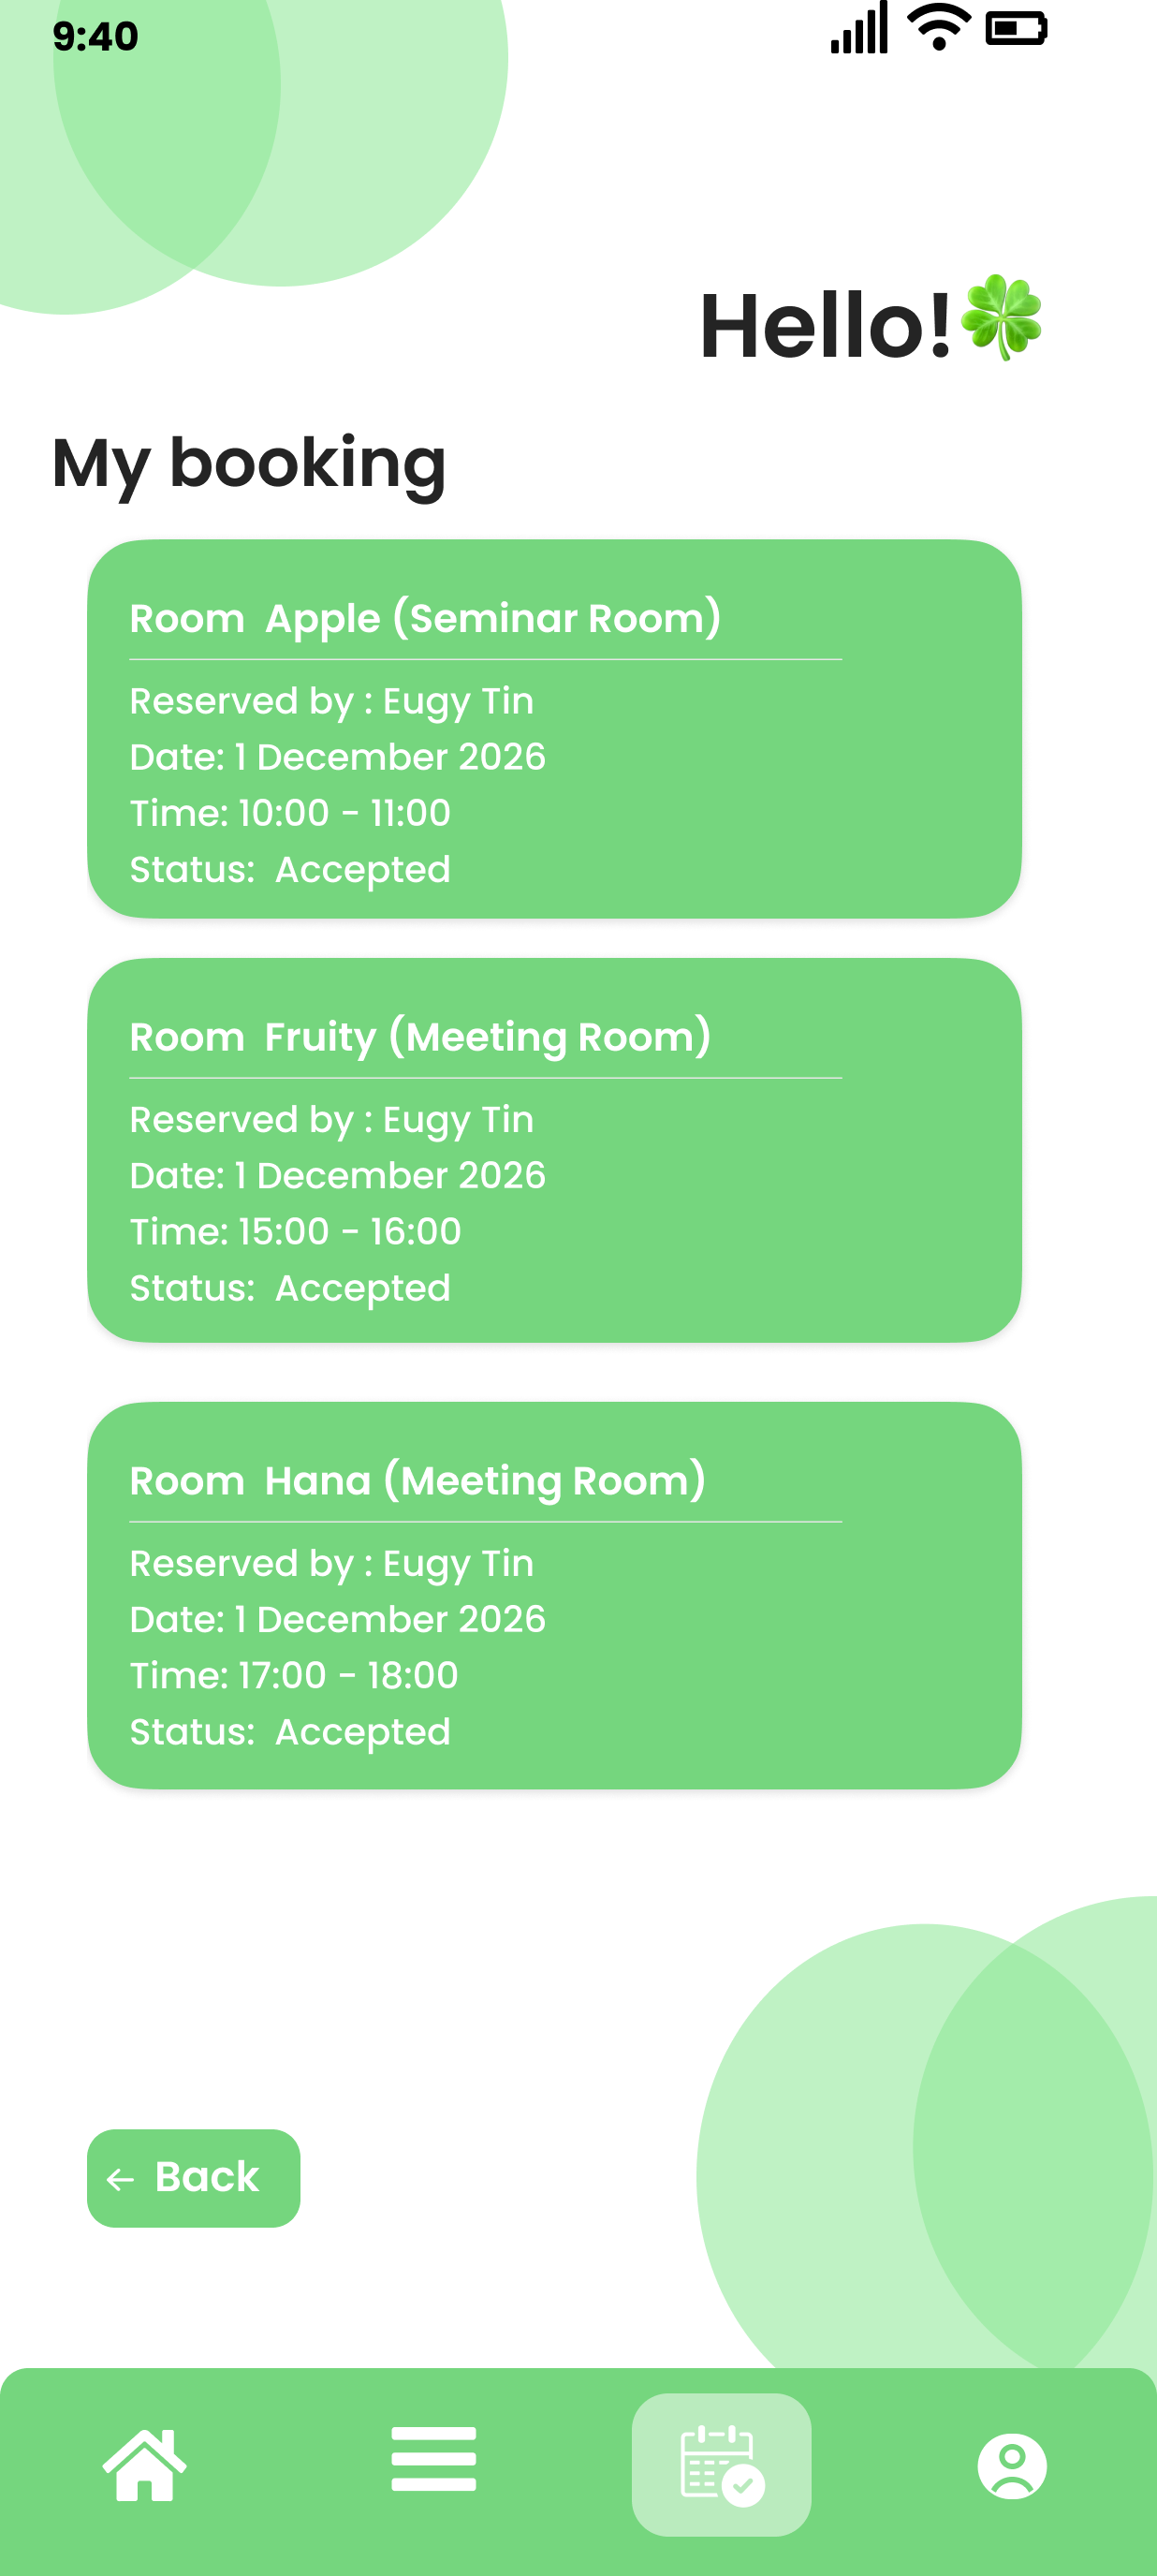 9:40
Hello!🍀
My booking
Room  Apple (Seminar Room)
Reserved by : Eugy Tin
Date: 1 December 2026
Time: 10:00 - 11:00
Status:  Accepted
Room  Fruity (Meeting Room)
Reserved by : Eugy Tin
Date: 1 December 2026
Time: 15:00 - 16:00
Status:  Accepted
Room  Hana (Meeting Room)
Reserved by : Eugy Tin
Date: 1 December 2026
Time: 17:00 - 18:00
Status:  Accepted
← Back